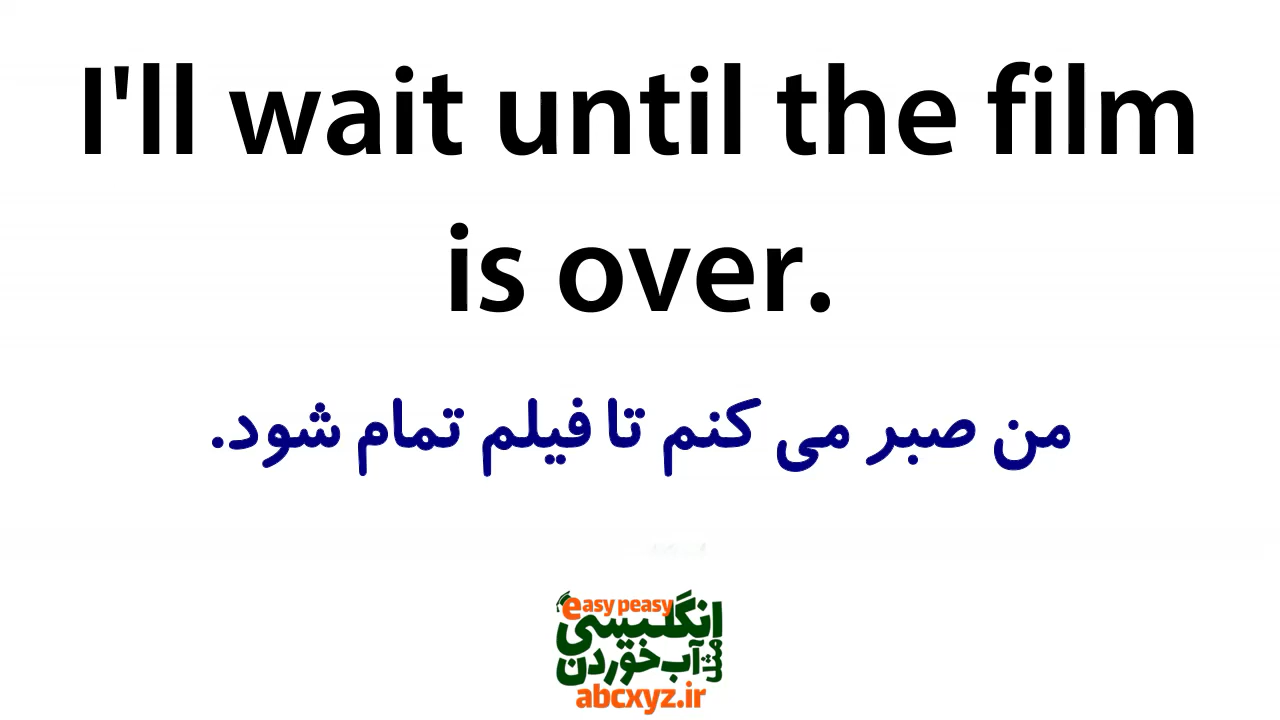 I'll wait until the film
is over.
من صبر می کنم تا فیلم تمام شود.
easy peasy
انگلیسی
مثل آب خوردن
abcxyz.ir